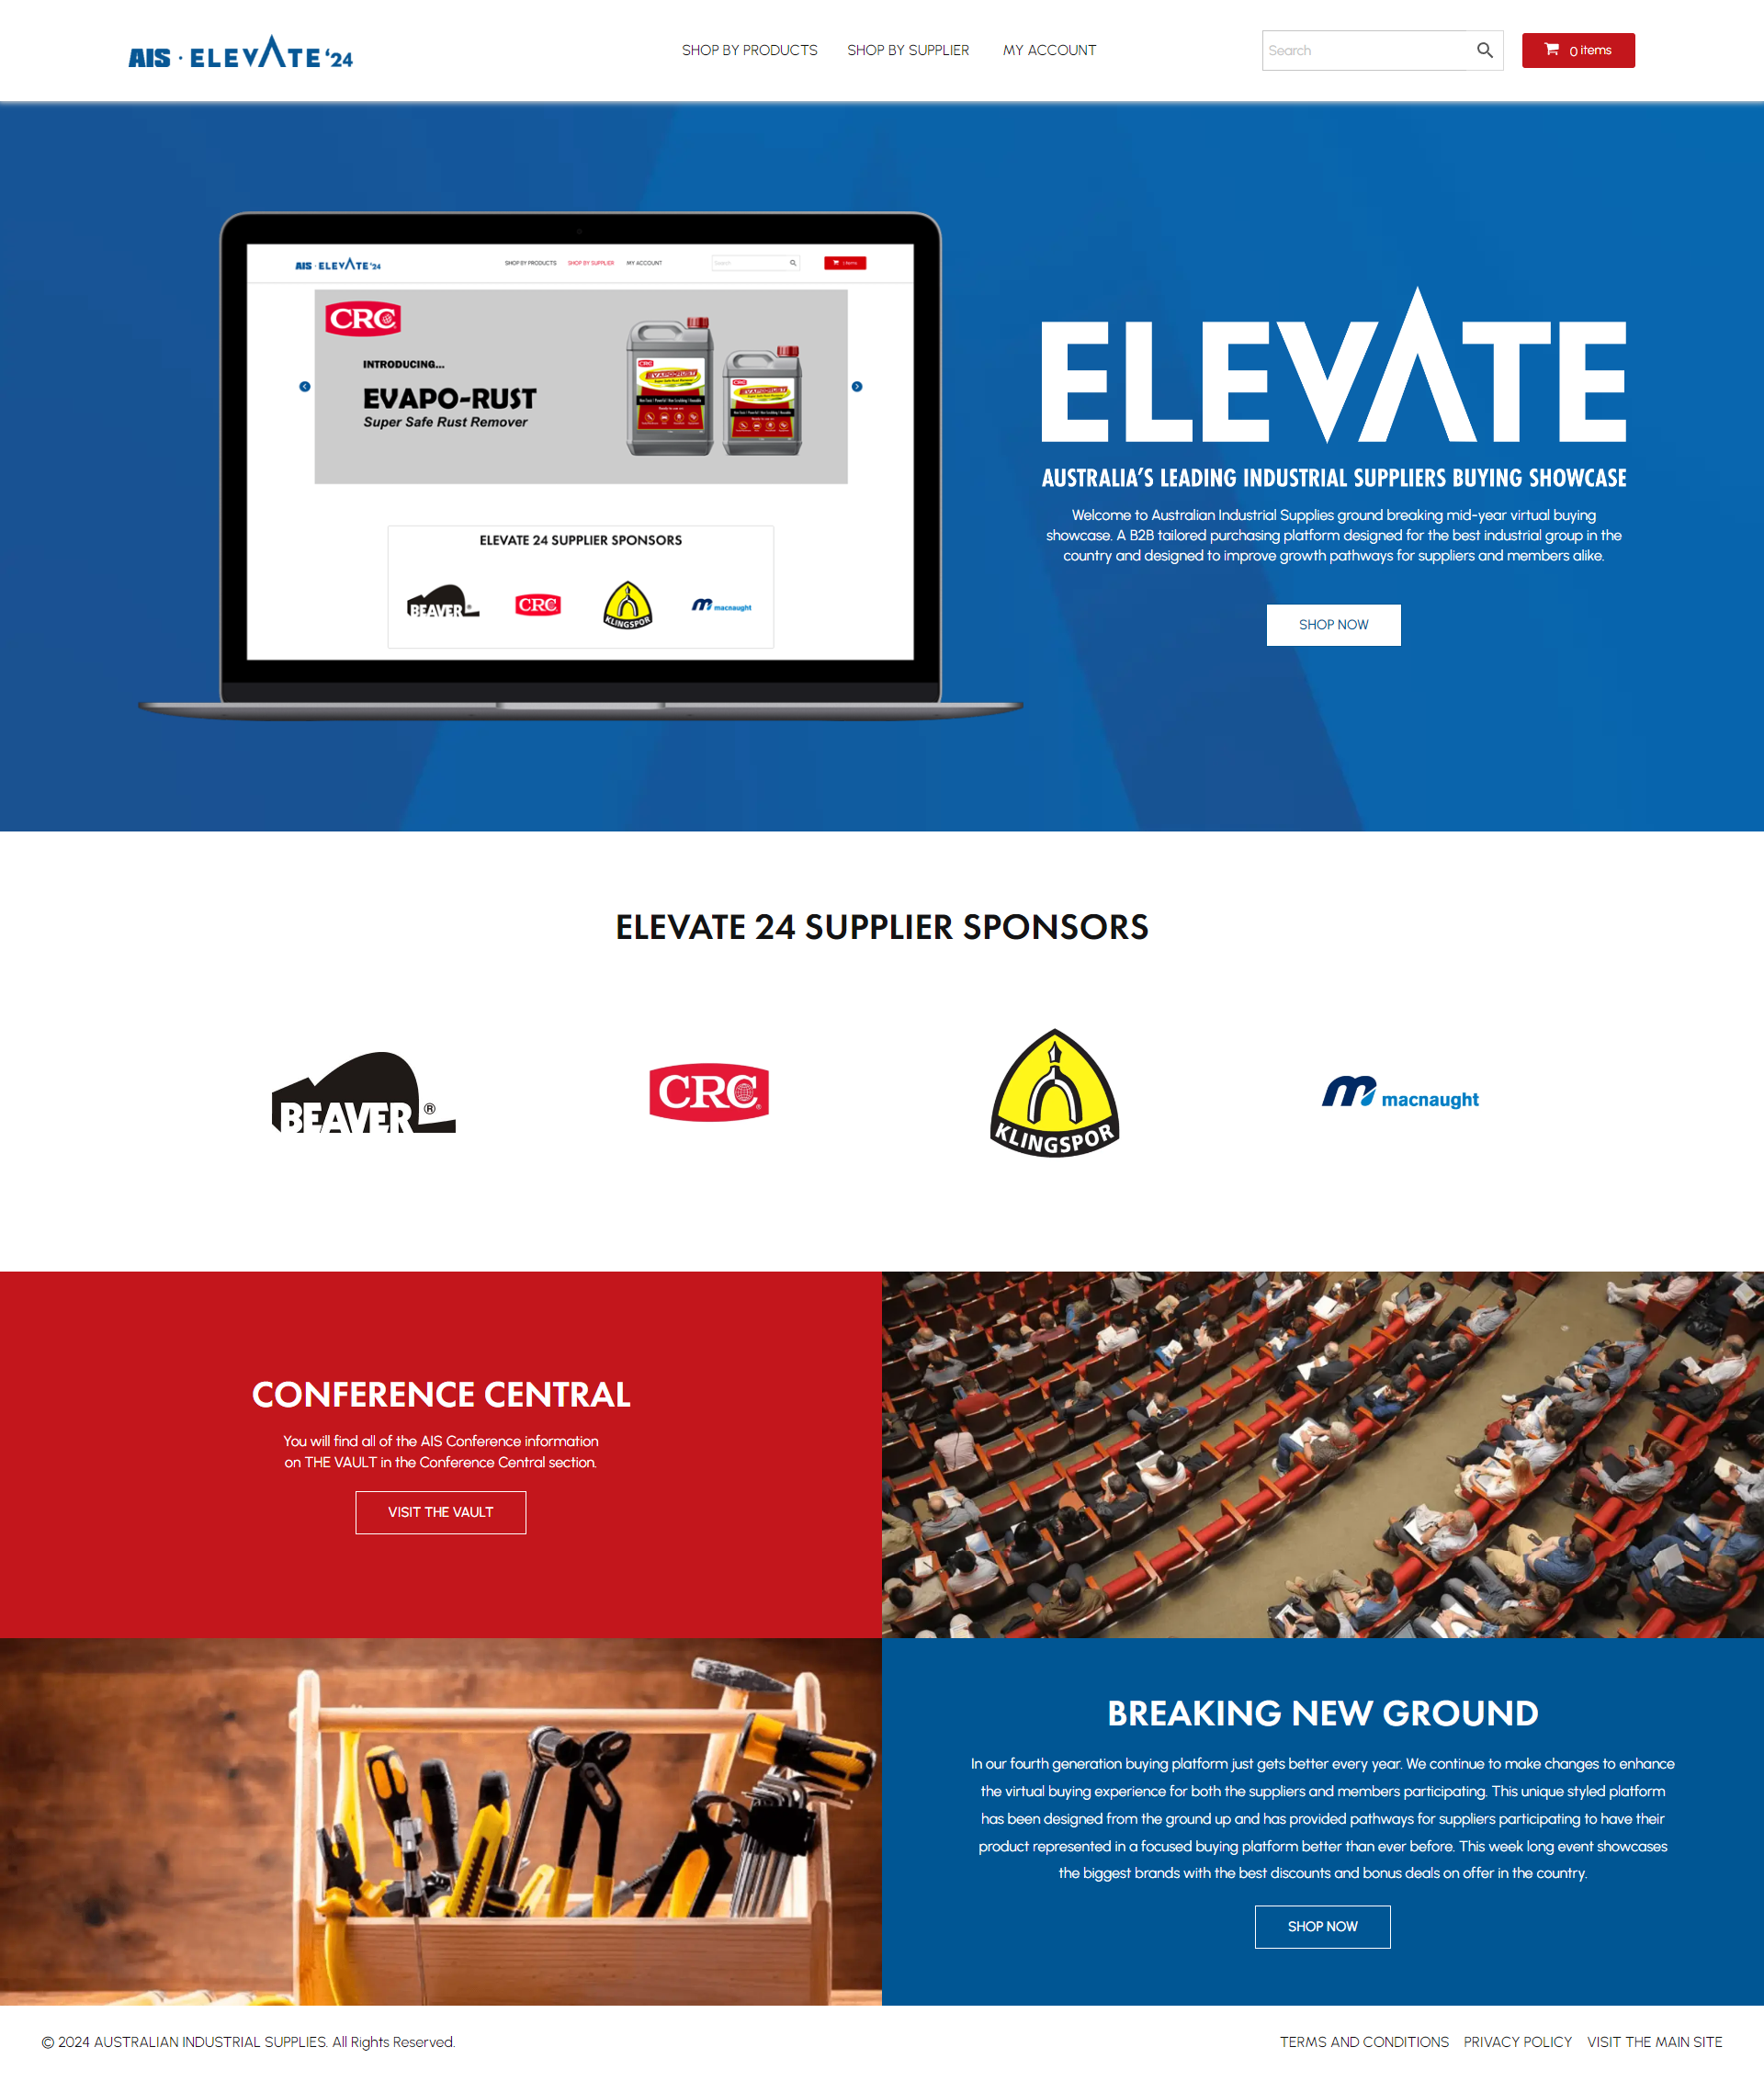 AIS · ELEVATE '24
SHOP BY PRODUCTS SHOP BY SUPPLIER MY ACCOUNT
Search
0 items
AIS · ELEVATE '24
SHOP BY PRODUCTS SHOP BY SUPPLIER MY ACCOUNT
Search
CRC
INTRODUCING...
EVAPO-RUST
Super Safe Rust Remover
CRC
EVAPO-RUST
CRC
EVAPO-RUST
ELEVATE 24 SUPPLIER SPONSORS
BEAVER®
CRC
KLINGSPOR
macnaught
ELEVATE
AUSTRALIA'S LEADING INDUSTRIAL SUPPLIERS BUYING SHOWCASE
Welcome to Australian Industrial Supplies ground breaking mid-year virtual buying
showcase. A B2B tailored purchasing platform designed for the best industrial group in the
country and designed to improve growth pathways for suppliers and members alike.
SHOP NOW
ELEVATE 24 SUPPLIER SPONSORS
BEAVER®
CRC®
KLINGSPOR
macnaught
CONFERENCE CENTRAL
You will find all of the AIS Conference information
on THE VAULT in the Conference Central section.
VISIT THE VAULT
BREAKING NEW GROUND
In our fourth generation buying platform just gets better every year. We continue to make changes to enhance
the virtual buying experience for both the suppliers and members participating. This unique styled platform
has been designed from the ground up and has provided pathways for suppliers participating to have their
product represented in a focused buying platform better than ever before. This week long event showcases
the biggest brands with the best discounts and bonus deals on offer in the country.
SHOP NOW
© 2024 AUSTRALIAN INDUSTRIAL SUPPLIES. All Rights Reserved.
TERMS AND CONDITIONS PRIVACY POLICY VISIT THE MAIN SITE